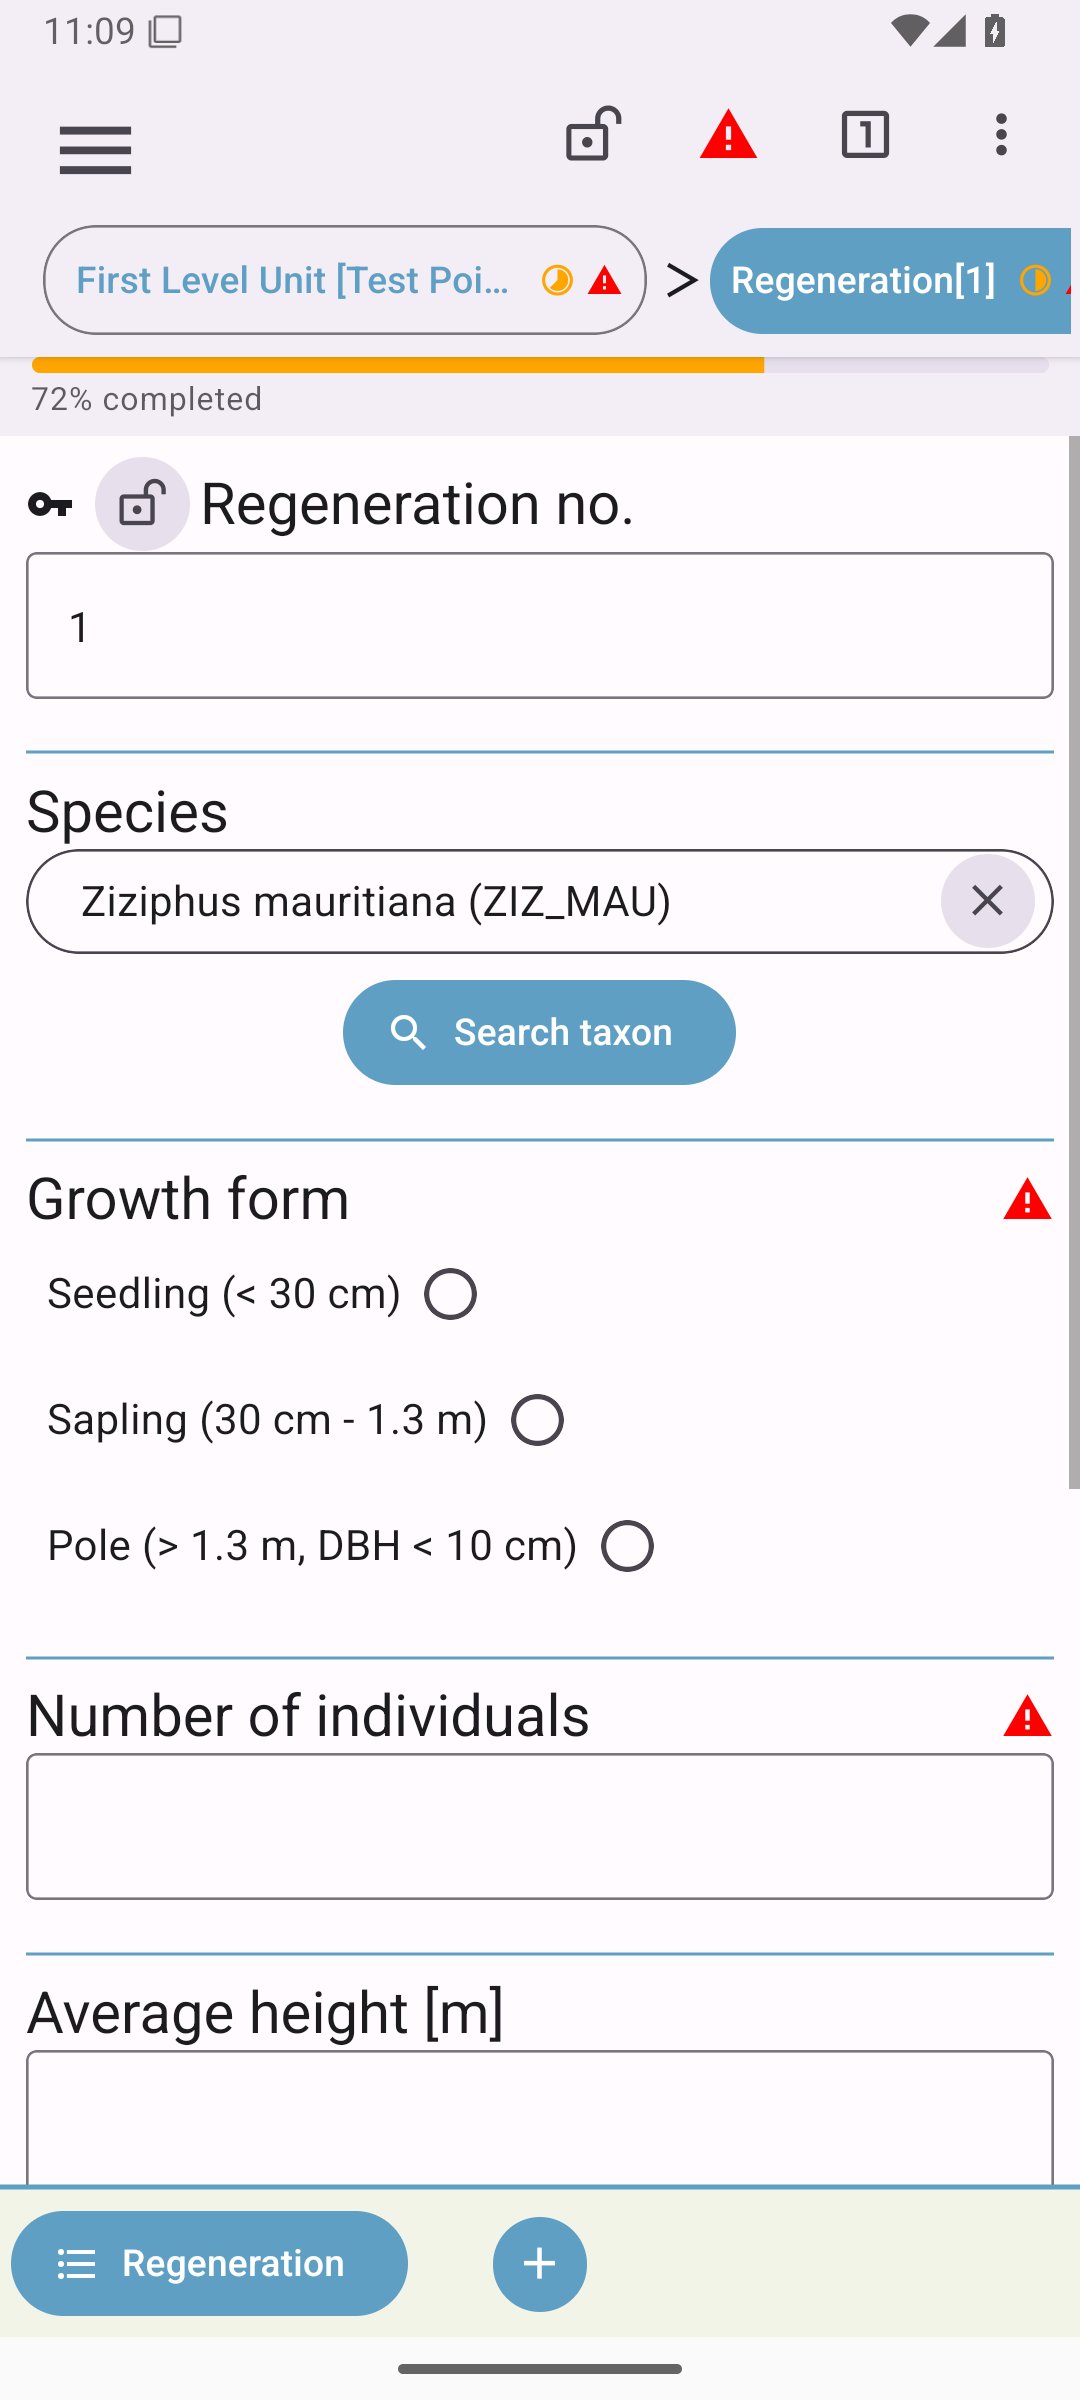 11:09
1
First Level Unit [Test Poi... > Regeneration[1]
72% completed
Regeneration no.
1
Species
Ziziphus mauritiana (ZIZ_MAU)
Search taxon
Growth form
Seedling (< 30 cm)
Sapling (30 cm - 1.3 m)
Pole (> 1.3 m, DBH < 10 cm)
Number of individuals
Average height [m]
Regeneration